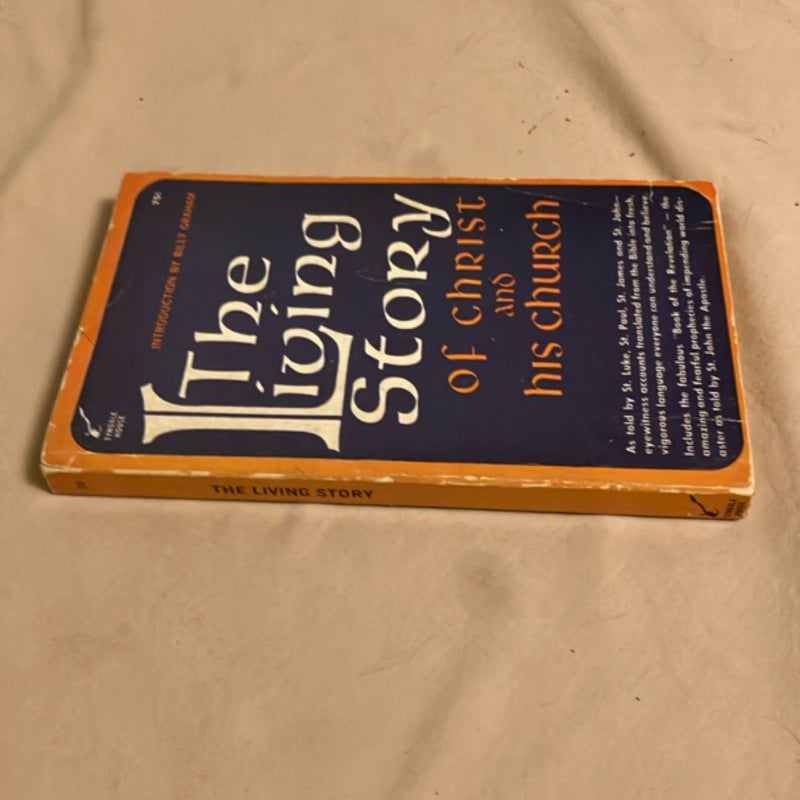 75¢
INTRODUCTION BY BILLY GRAHAM
The
Living
Story
of Christ
and
his Church
As told by St. Luke, St. Paul, St. James and St. John—
eyewitness accounts translated from the Bible into fresh,
vigorous language everyone can understand and believe.
Includes the fabulous "Book of the Revelation" — the
amazing and fearful prophecies of impending world dis-
aster as told by St. John the Apostle.
TYNDALE
HOUSE
THE LIVING STORY